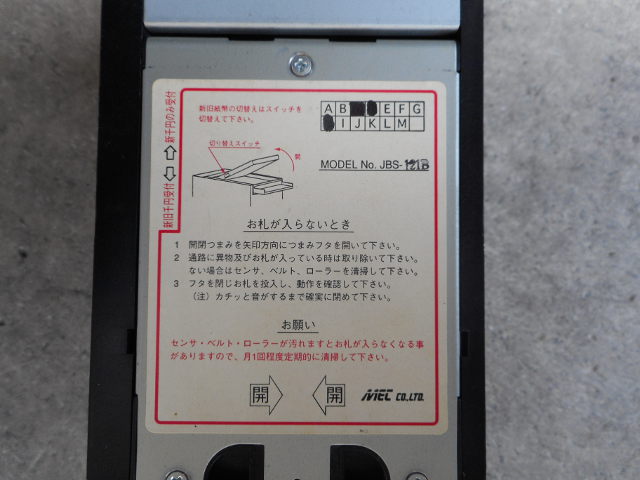 新旧紙幣の切替えはスイッチを
切替えて下さい。
A B E F G
I J K L M
切り替えスイッチ
開
MODEL No. JBS-121B
新千円のみ受付
新旧千円受付
お札が入らないとき
1 開閉つまみを矢印方向につまみフタを開いて下さい。
2 通路に異物及びお札が入っている時は取り除いて下さい。
ない場合はセンサ、ベルト、ローラーを清掃して下さい。
3 フタを閉じお札を投入し、動作を確認して下さい。
(注) カチッと音がするまで確実に閉めて下さい。
お願い
センサ・ベルト・ローラーが汚れますとお札が入らなくなる事
がありますので、月1回程度定期的に清掃して下さい。
開 開 MEC CO.,LTD.